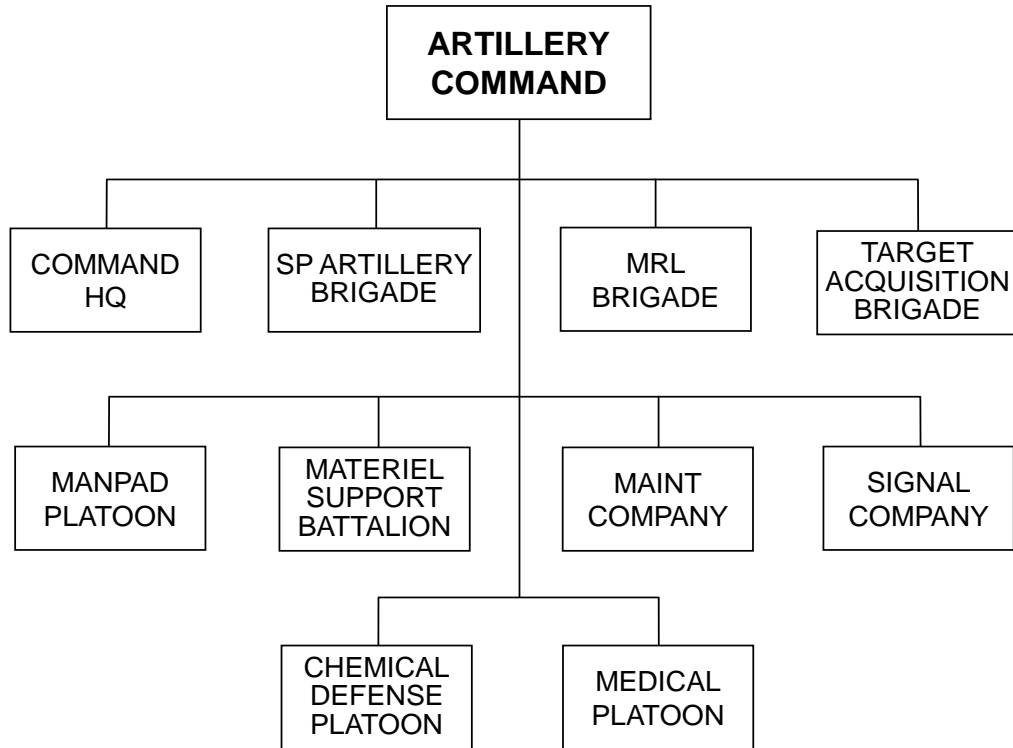 ARTILLERY
COMMAND
COMMAND
HQ
SP ARTILLERY
BRIGADE
MRL
BRIGADE
TARGET
ACQUISITION
BRIGADE
MANPAD
PLATOON
MATERIEL
SUPPORT
BATTALION
MAINT
COMPANY
SIGNAL
COMPANY
CHEMICAL
DEFENSE
PLATOON
MEDICAL
PLATOON